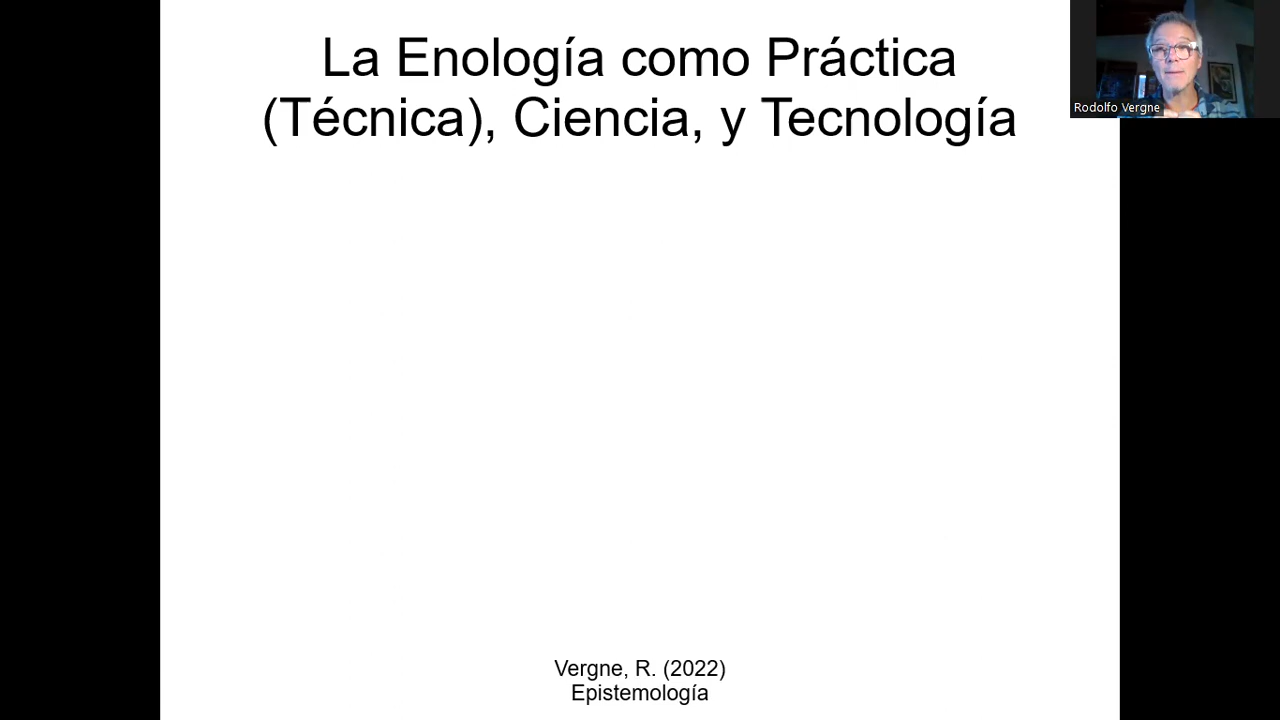 La Enología como Práctica
(Técnica), Ciencia, y Tecnología
Rodolfo Vergne
Vergne, R. (2022)
Epistemología